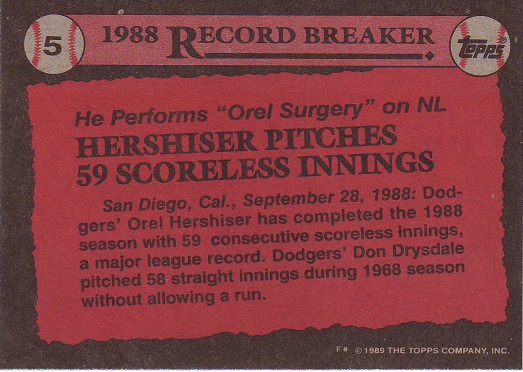 5 1988 RECORD BREAKER Topps®
He Performs "Orel Surgery" on NL
HERSHISER PITCHES
59 SCORELESS INNINGS
San Diego, Cal., September 28, 1988: Dod-
gers' Orel Hershiser has completed the 1988
season with 59 consecutive scoreless innings,
a major league record. Dodgers' Don Drysdale
pitched 58 straight innings during 1968 season
without allowing a run.
F* © 1989 THE TOPPS COMPANY, INC.